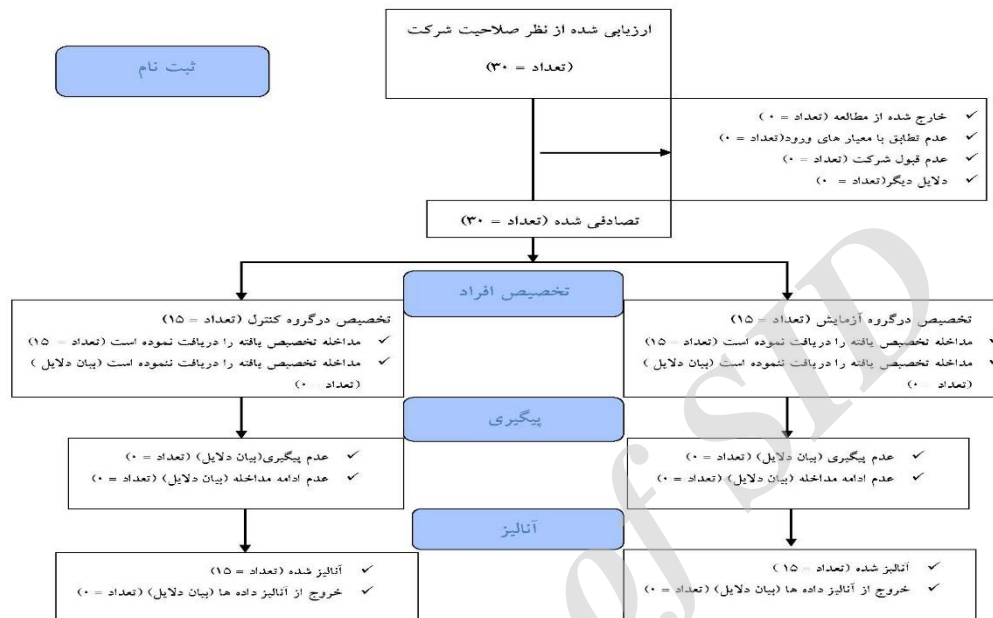 ارزیابی شده از نظر صلاحیت شرکت
(تعداد = ۳۰)
ثبت نام
✓ خارج شده از مطالعه (تعداد = ۰)
✓ عدم تطابق با معیار های ورود(تعداد = ۰)
✓ عدم قبول شرکت (تعداد = ۰)
✓ دلایل دیگر(تعداد = ۰)
تصادفی شده (تعداد = ۳۰)
تخصیص افراد
تخصیص درگروه آزمایش (تعداد = ۱۵)
✓ مداخله تخصیص یافته را دریافت نموده است (تعداد = ۱۵)
✓ مداخله تخصیص یافته را دریافت ننموده است (بیان دلایل )
(تعداد = ۰)
تخصیص درگروه کنترل (تعداد = ۱۵)
✓ مداخله تخصیص یافته را دریافت نموده است (تعداد = ۱۵)
✓ مداخله تخصیص یافته را دریافت ننموده است (بیان دلایل )
(تعداد = ۰)
پیگیری
✓ عدم پیگیری (بیان دلایل) (تعداد = ۰)
✓ عدم ادامه مداخله (بیان دلایل) (تعداد = ۰)
✓ عدم پیگیری(بیان دلایل) (تعداد = ۰)
✓ عدم ادامه مداخله (بیان دلایل) (تعداد = ۰)
آنالیز
✓ آنالیز شده (تعداد = ۱۵ )
✓ خروج از آنالیز داده ها (بیان دلایل) (تعداد = ۰)
✓ آنالیز شده (تعداد = ۱۵)
✓ خروج از آنالیز داده ها (بیان دلایل) (تعداد = ۰)
of SID